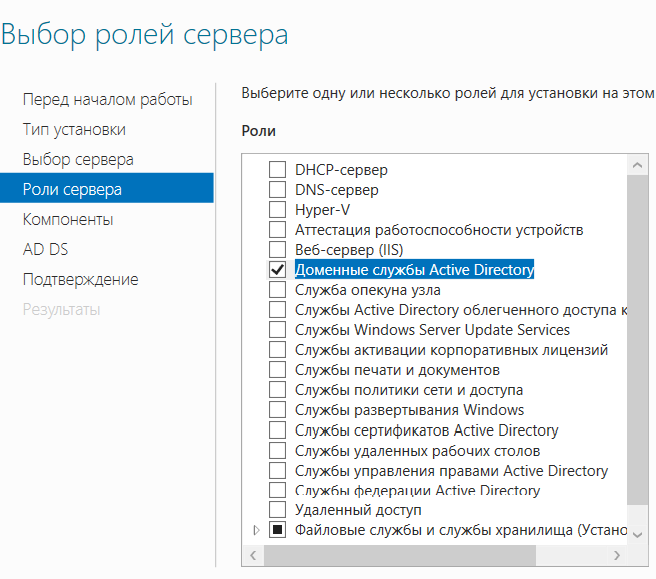 Выбор ролей сервера
Перед началом работы
Тип установки
Выбор сервера
Роли сервера
Компоненты
AD DS
Подтверждение
Результаты
Выберите одну или несколько ролей для установки на этом
Роли
DHCP-сервер
DNS-сервер
Hyper-V
Аттестация работоспособности устройств
Веб-сервер (IIS)
Доменные службы Active Directory
Служба опекуна узла
Службы Active Directory облегченного доступа к
Службы Windows Server Update Services
Службы активации корпоративных лицензий
Службы печати и документов
Службы политики сети и доступа
Службы развертывания Windows
Службы сертификатов Active Directory
Службы удаленных рабочих столов
Службы управления правами Active Directory
Службы федерации Active Directory
Удаленный доступ
Файловые службы и службы хранилища (Устано